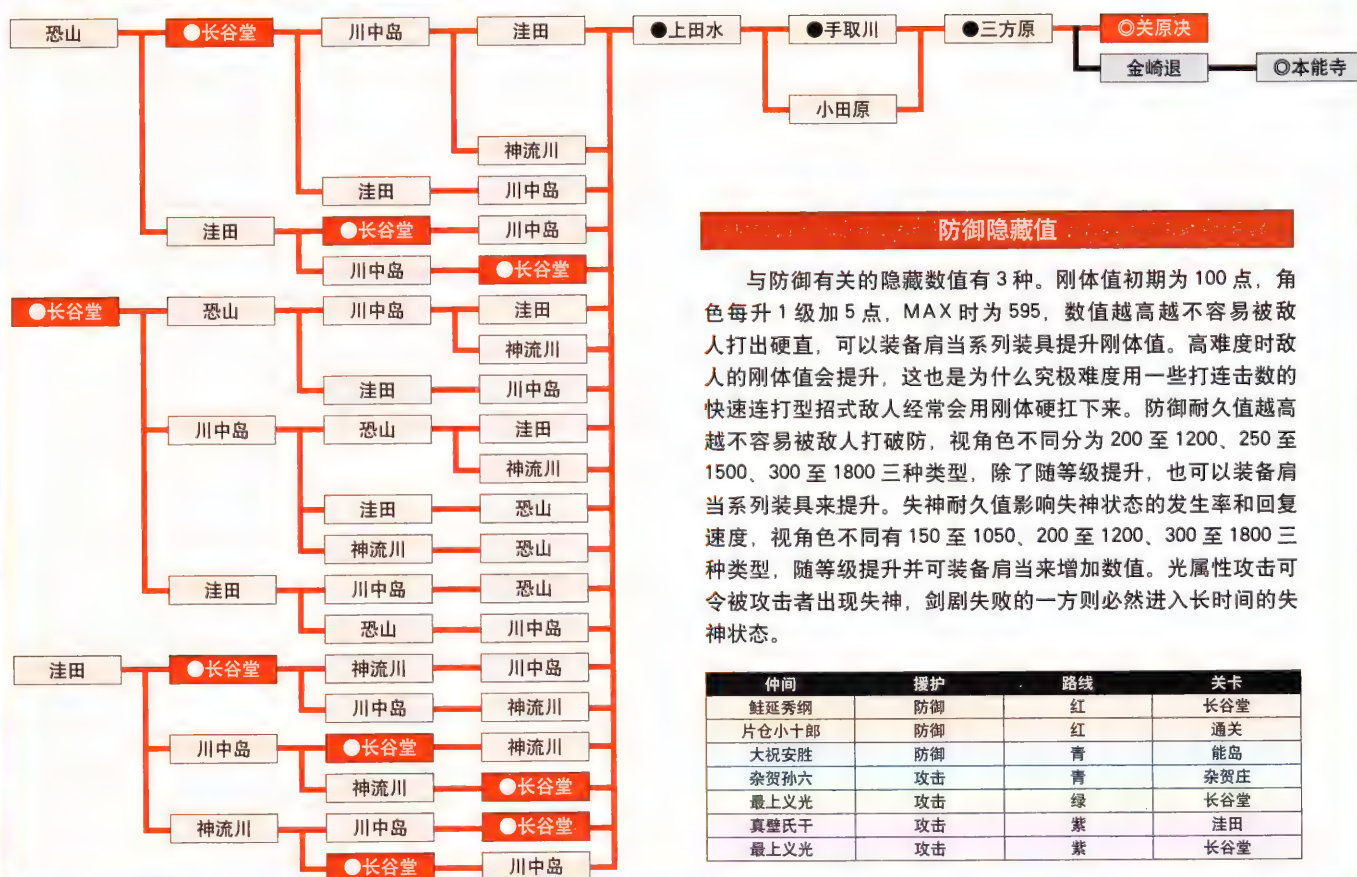 恐山
●长谷堂
川中岛
洼田
●上田水
●手取川
●三方原
◎关原决
金崎退
◎本能寺
小田原
神流川
洼田
川中岛
洼田
●长谷堂
川中岛
川中岛
●长谷堂
●长谷堂
恐山
川中岛
洼田
神流川
洼田
川中岛
川中岛
恐山
洼田
神流川
洼田
恐山
神流川
恐山
洼田
川中岛
恐山
恐山
川中岛
洼田
●长谷堂
神流川
川中岛
川中岛
神流川
川中岛
●长谷堂
神流川
神流川
●长谷堂
神流川
川中岛
●长谷堂
●长谷堂
川中岛
防御隐藏值
与防御有关的隐藏数值有3种。刚体值初期为100点，角
色每升1级加5点，MAX时为595，数值越高越不容易被敌
人打出硬直，可以装备肩当系列装具提升刚体值。高难度时敌
人的刚体值会提升，这也是为什么究极难度用一些打连击数的
快速连打型招式敌人经常会用刚体硬扛下来。防御耐久值越高
越不容易被敌人打破防，视角色不同分为200至1200、250至
1500、300至1800三种类型，除了随等级提升，也可以装备肩
当系列装具来提升。失神耐久值影响失神状态的发生率和回复
速度，视角色不同有150至1050、200至1200、300至1800三
种类型，随等级提升并可装备肩当来增加数值。光属性攻击可
令被攻击者出现失神，剑剧失败的一方则必然进入长时间的失
神状态。
仲间 援护 路线 关卡
鲑延秀纲 防御 红 长谷堂
片仓小十郎 防御 红 通关
大祝安胜 防御 青 能岛
杂贺孙六 攻击 青 杂贺庄
最上义光 攻击 绿 长谷堂
真壁氏干 攻击 紫 洼田
最上义光 攻击 紫 长谷堂